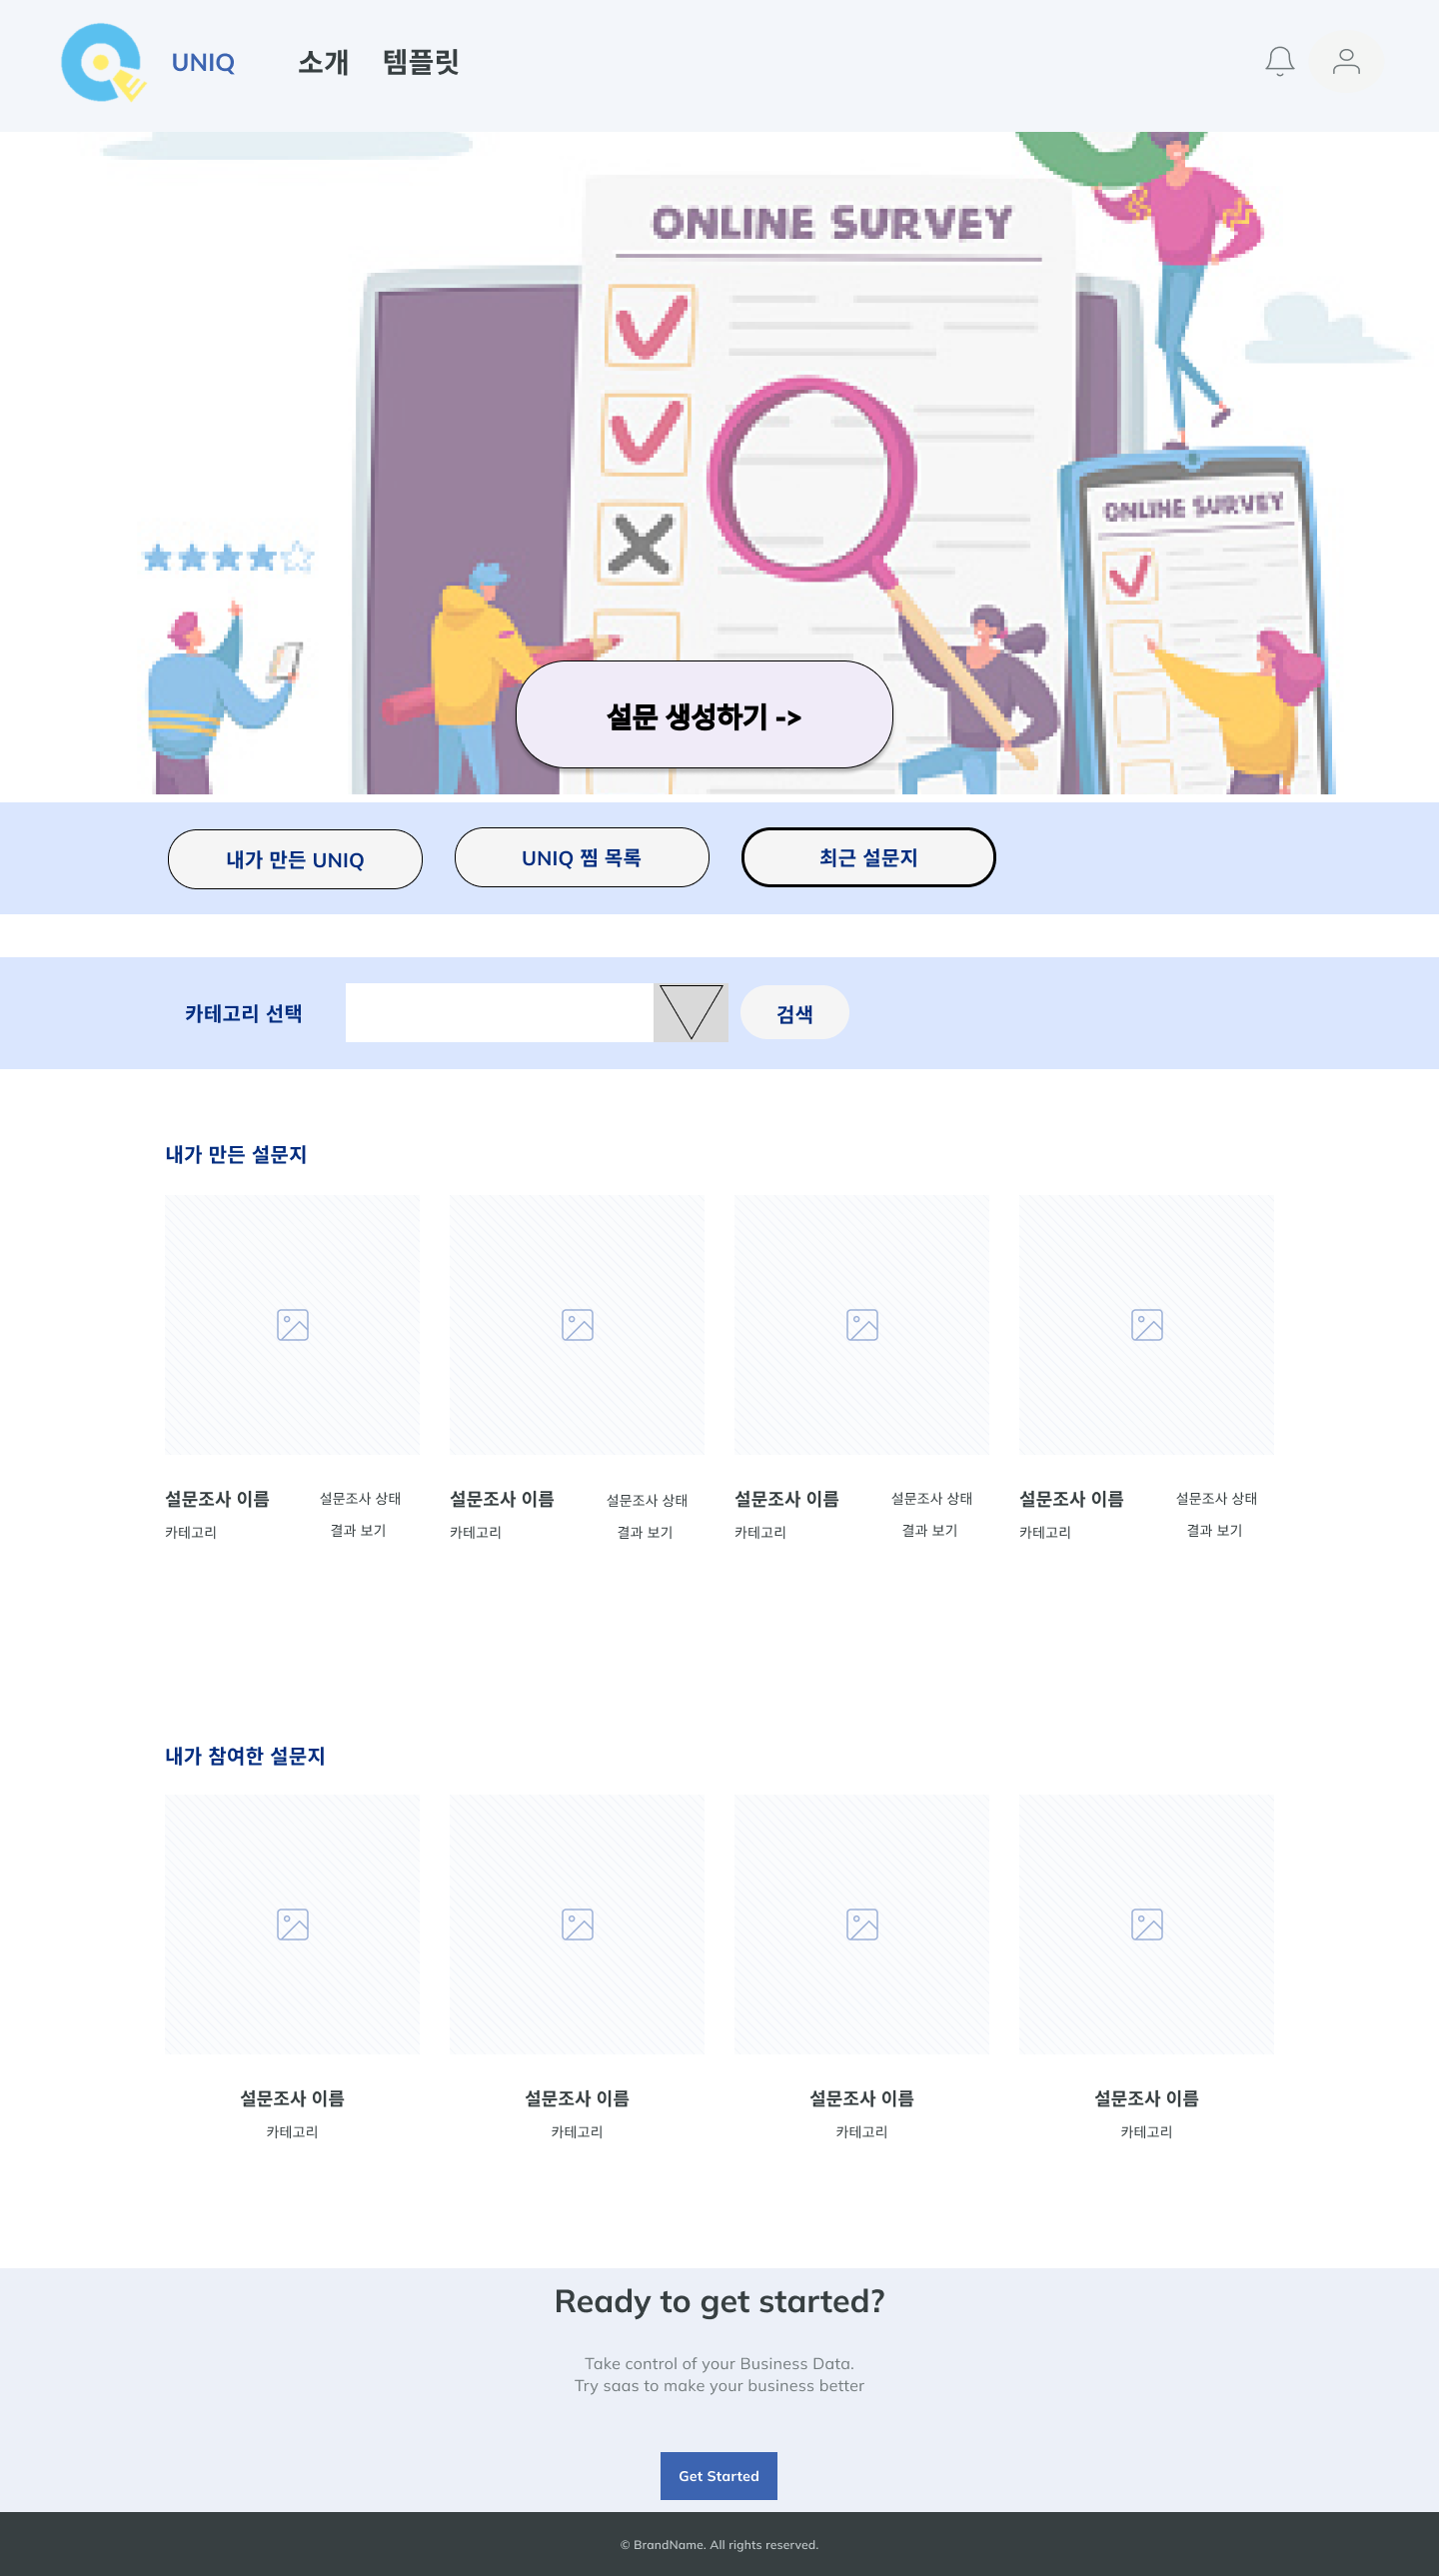 UNIQ 소개 템플릿
ONLINE SURVEY
ONLINE SURVEY
설문 생성하기 ->
내가 만든 UNIQ UNIQ 찜 목록 최근 설문지
카테고리 선택 검색
내가 만든 설문지
설문조사 이름 설문조사 상태 설문조사 이름 설문조사 상태 설문조사 이름 설문조사 상태 설문조사 이름 설문조사 상태
카테고리 결과 보기 카테고리 결과 보기 카테고리 결과 보기 카테고리 결과 보기
내가 참여한 설문지
설문조사 이름 설문조사 이름 설문조사 이름 설문조사 이름
카테고리 카테고리 카테고리 카테고리
Ready to get started?
Take control of your Business Data.
Try saas to make your business better
Get Started
© BrandName. All rights reserved.